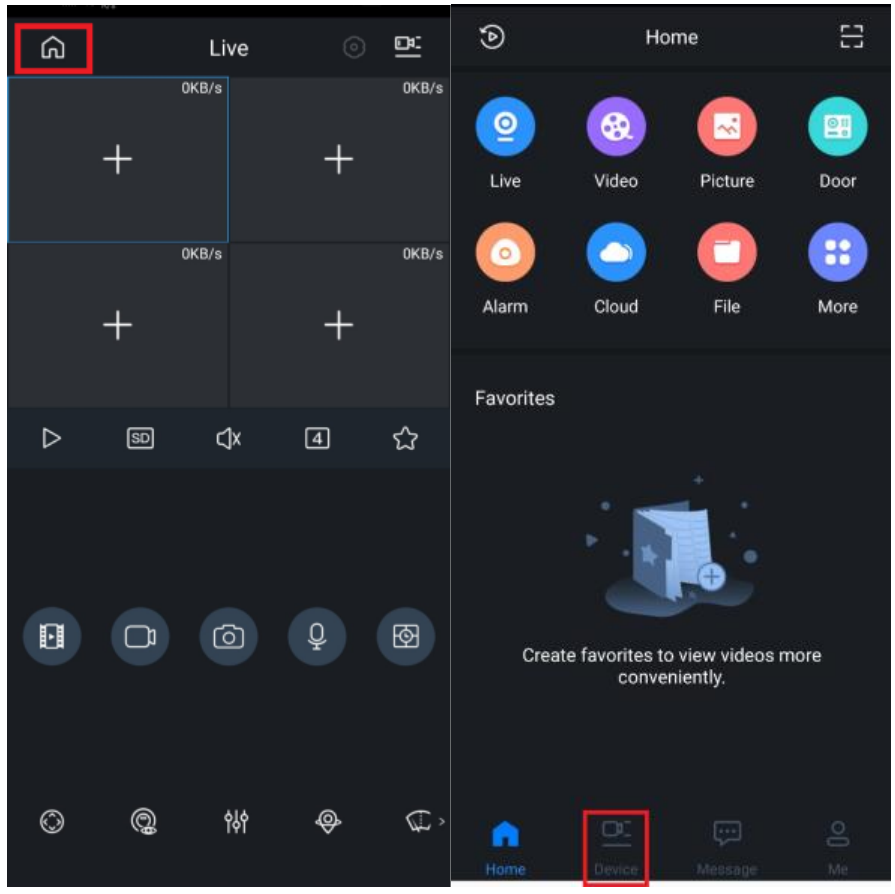 Live
0KB/s
0KB/s
0KB/s
0KB/s
SD
4
Home
Live
Video
Picture
Door
Alarm
Cloud
File
More
Favorites
Create favorites to view videos more
conveniently.
Home
Device
Message
Me